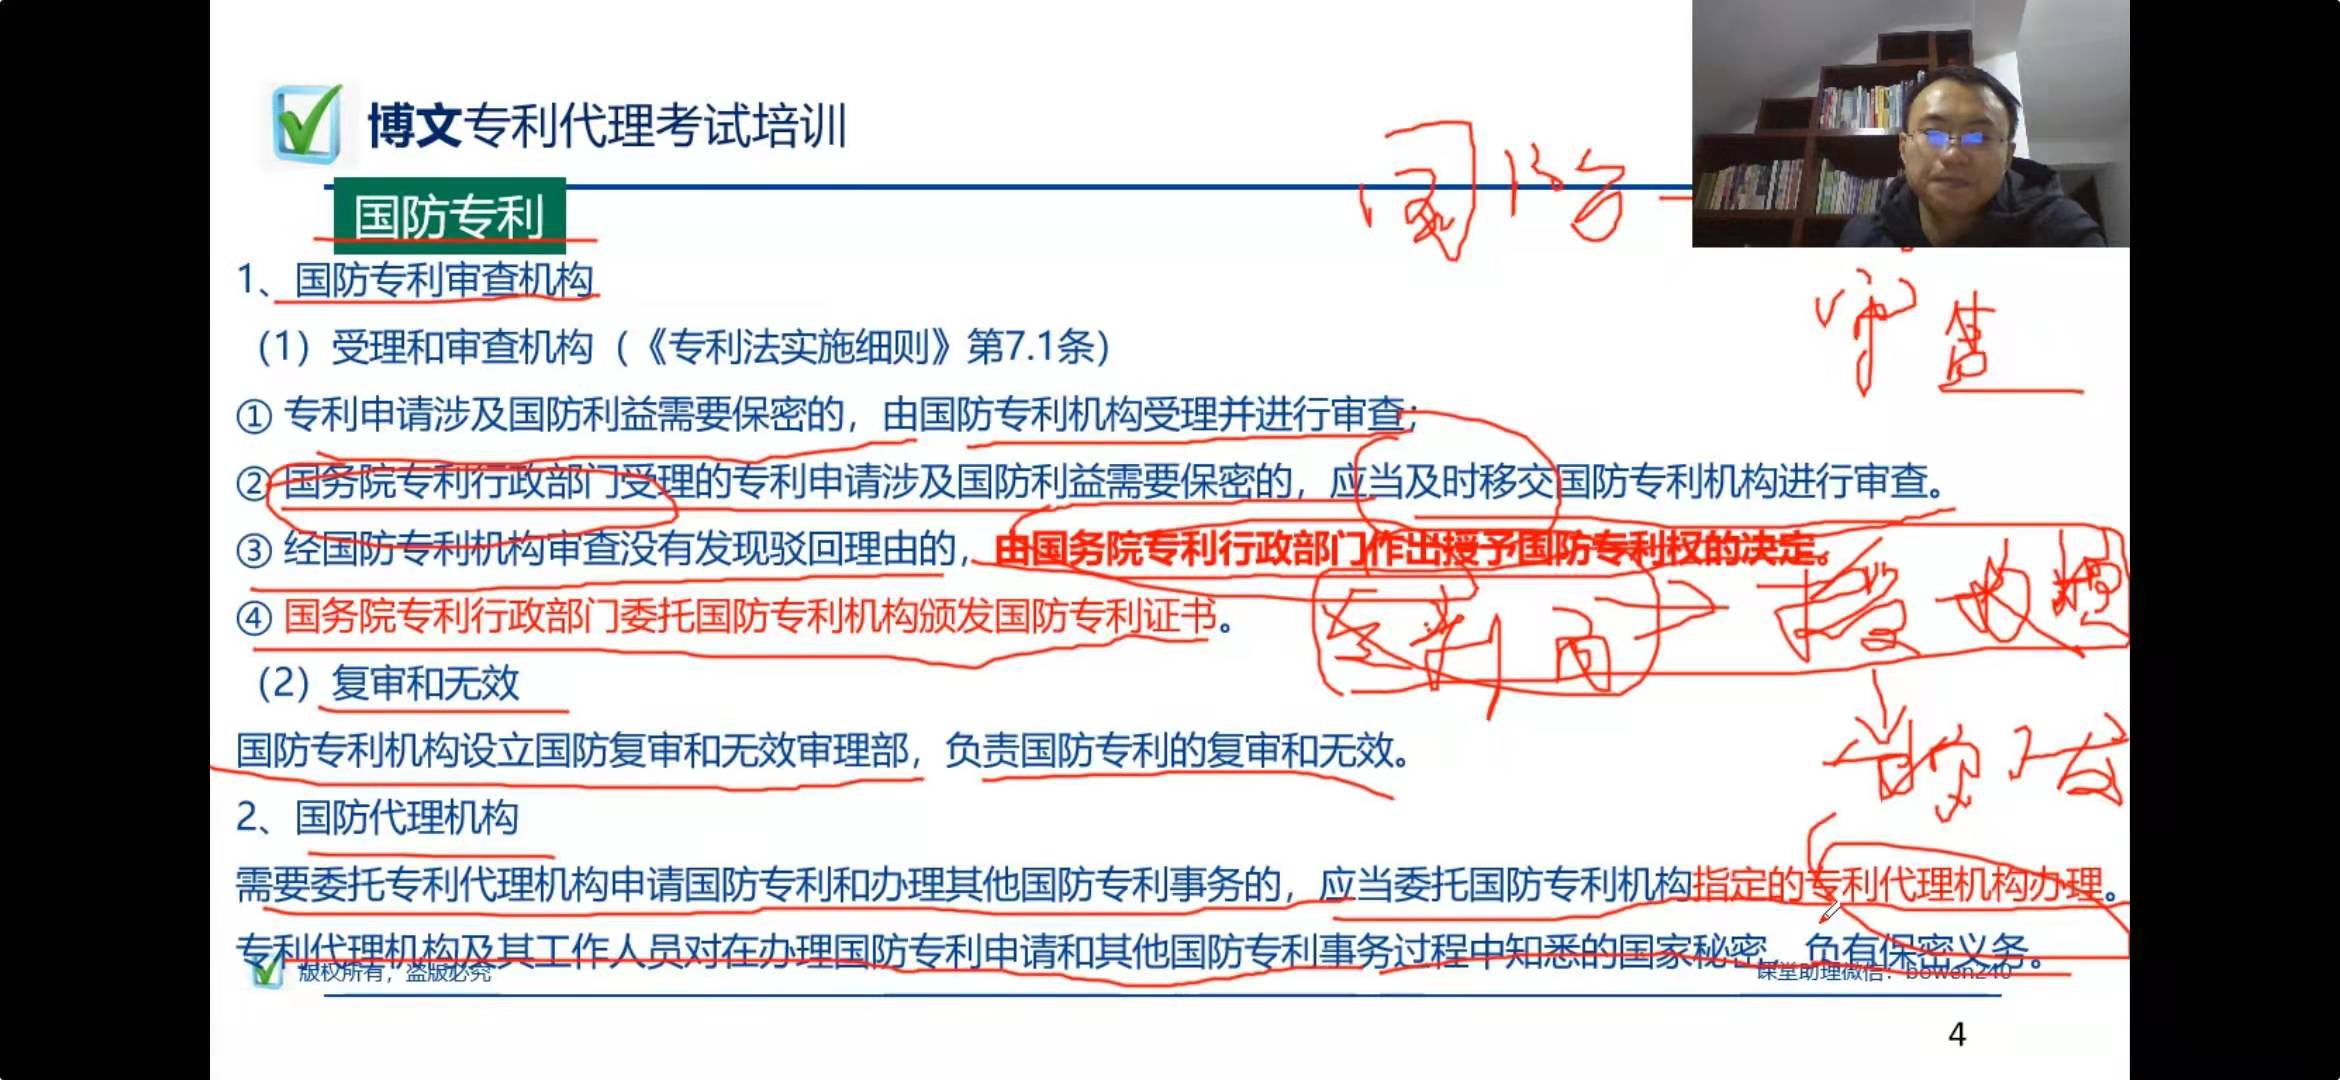 博文专利代理考试培训
国防专利
1、国防专利审查机构
（1）受理和审查机构（《专利法实施细则》第7.1条）
① 专利申请涉及国防利益需要保密的，由国防专利机构受理并进行审查；
② 国务院专利行政部门受理的专利申请涉及国防利益需要保密的，应当及时移交国防专利机构进行审查。
③ 经国防专利机构审查没有发现驳回理由的，由国务院专利行政部门作出授予国防专利权的决定。
④ 国务院专利行政部门委托国防专利机构颁发国防专利证书。
（2）复审和无效
国防专利机构设立国防复审和无效审理部，负责国防专利的复审和无效。
2、国防代理机构
需要委托专利代理机构申请国防专利和办理其他国防专利事务的，应当委托国防专利机构指定的专利代理机构办理。
专利代理机构及其工作人员对在办理国防专利申请和其他国防专利事务过程中知悉的国家秘密，负有保密义务。
版权所有，盗版必究
课堂助理微信：bowen240
4
国防
审查
专利局